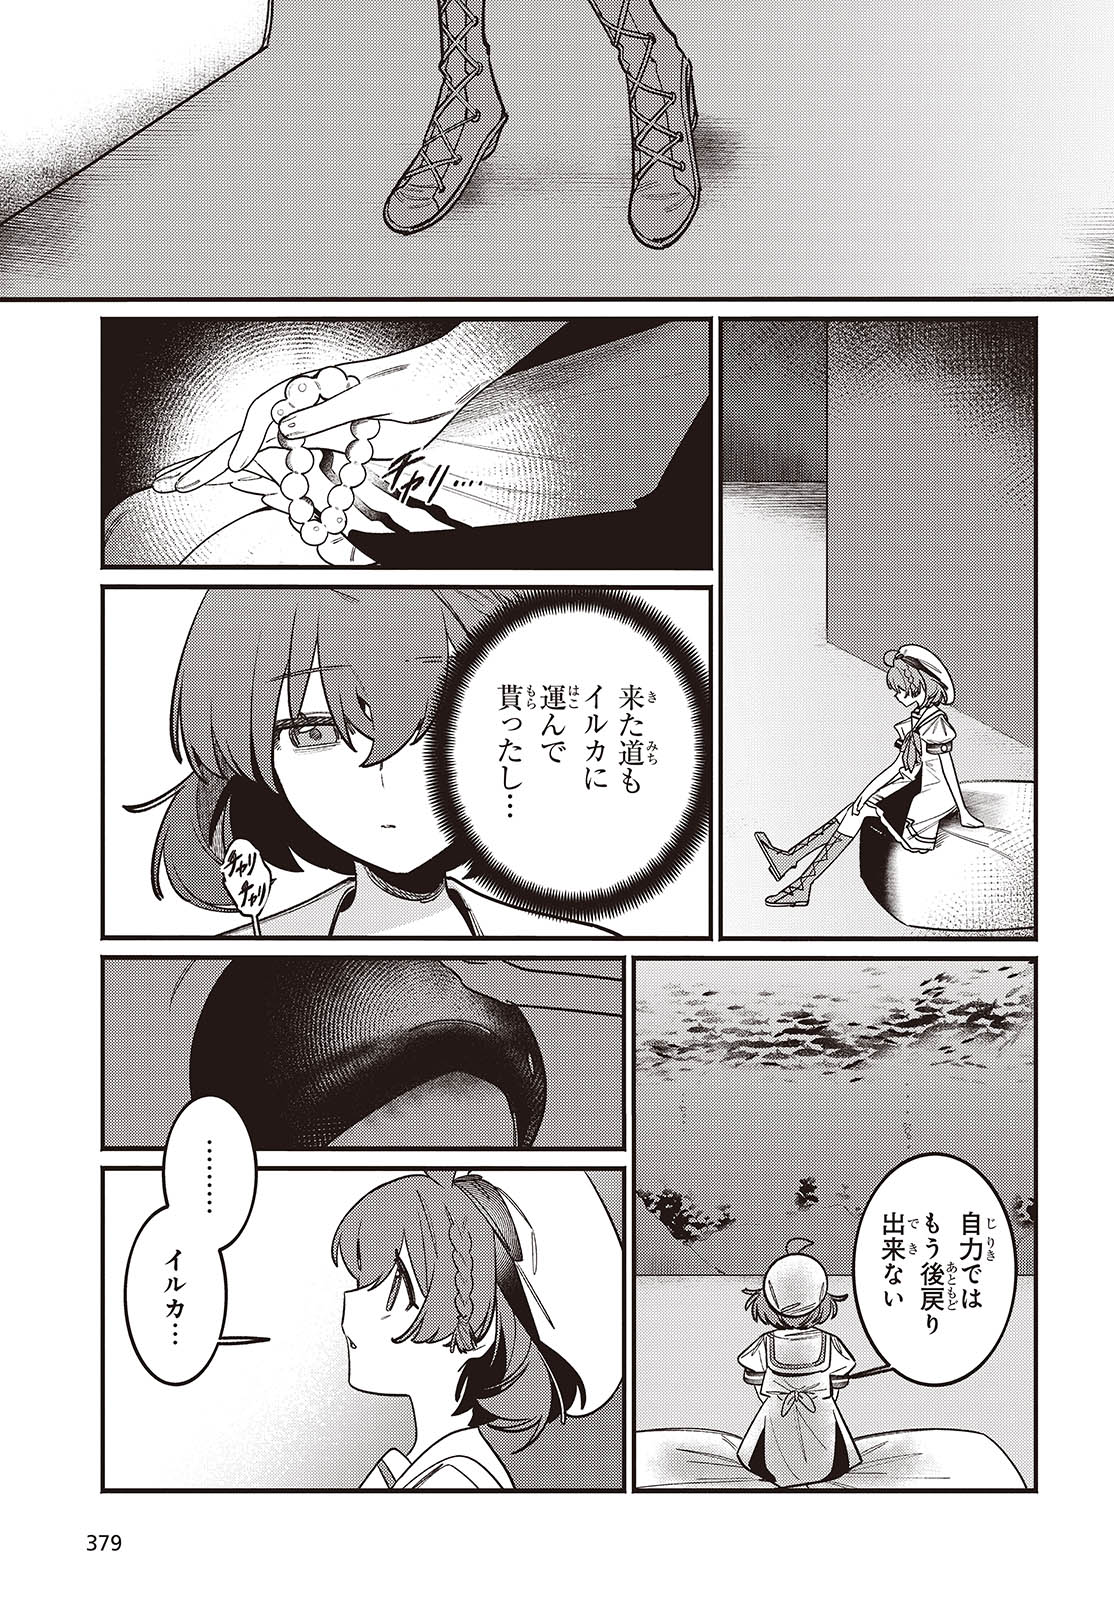 チャリ‥‥
来た道も
イルカに
運んで
貰ったし…
チャリ
チャリ
自力では
もう後戻り
出来ない
………
イルカ…
379